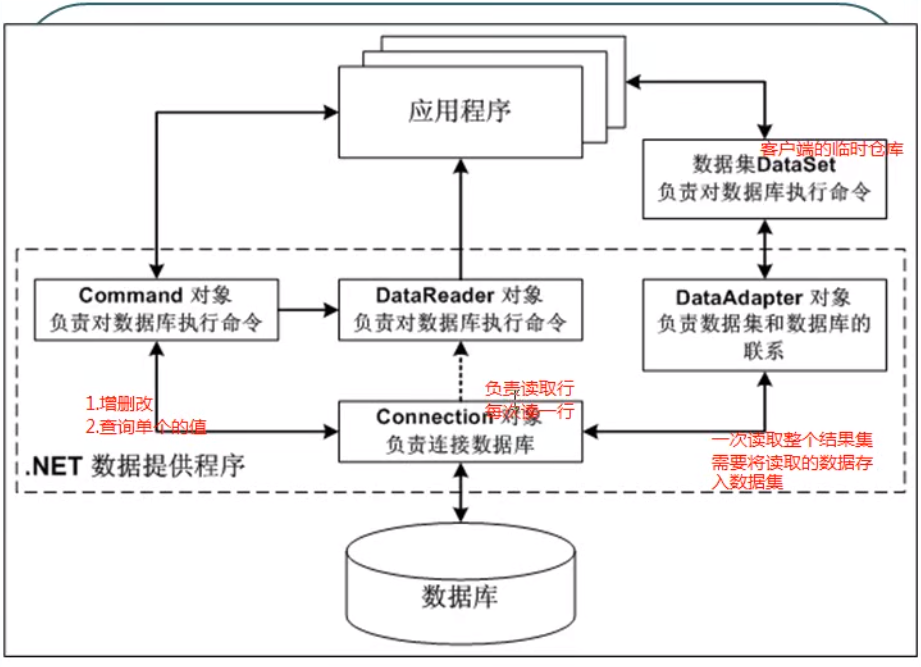 应用程序
客户端的临时仓库
数据集DataSet
负责对数据库执行命令
Command 对象
负责对数据库执行命令
DataReader 对象
负责对数据库执行命令
DataAdapter 对象
负责数据集和数据库的
联系
1.增删改
2.查询单个的值
负责读取行
每次读一行
Connection 对象
负责连接数据库
一次读取整个结果集
需要将读取的数据存
入数据集
.NET 数据提供程序
数据库